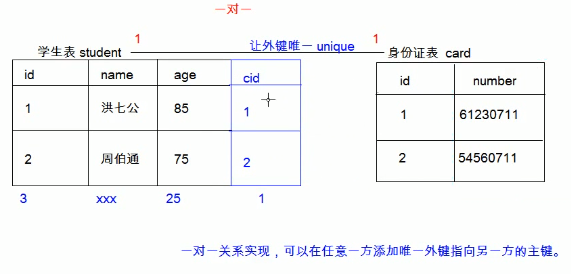 一对一
学生表 student 1 让外键唯一 unique 1 身份证表 card
id name age cid
1 洪七公 85 1
2 周伯通 75 2
3 xxx 25 1
id number
1 61230711
2 54560711
一对一关系实现，可以在任意一方添加唯一外键指向另一方的主键。